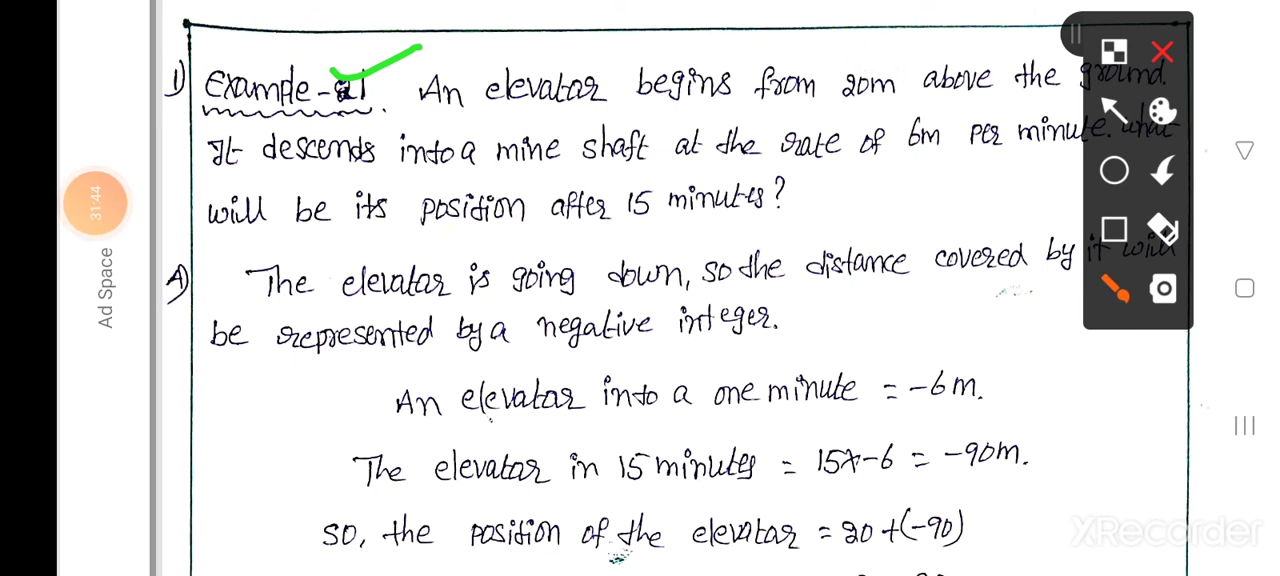 1) Example-21. An elevator begins from 20m above the ground.
It descends into a mine shaft at the rate of 6m per minute. what
will be its position after 15 minutes?
A) The elevator is going down, so the distance covered by it will
be represented by a negative integer.
An elevator into a one minute = -6m.
The elevator in 15 minutes = 15x-6 = -90m.
so, the position of the elevator = 20+(-90)
31:44
Ad Space
XRecorder